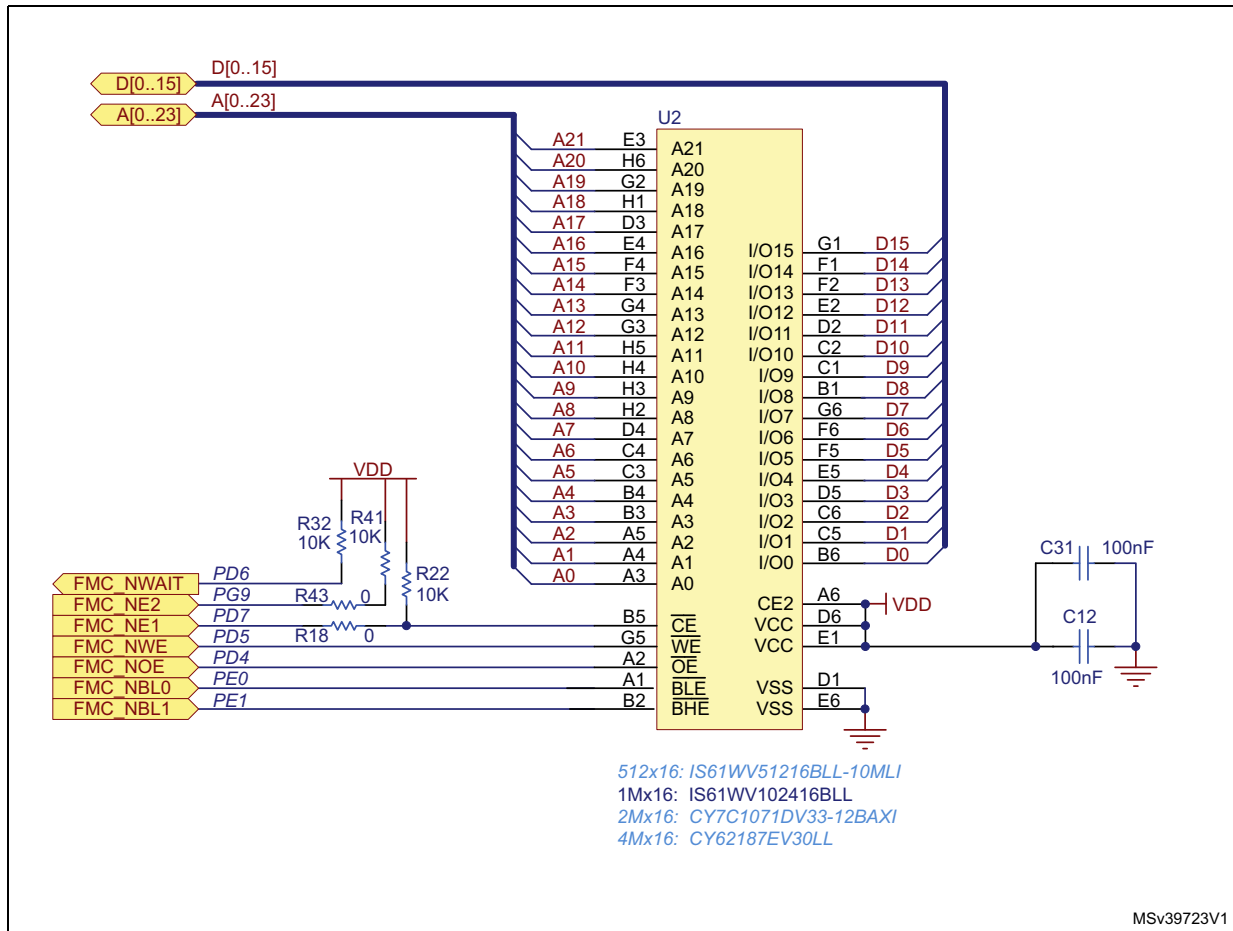 D[0..15] D[0..15]
A[0..23] A[0..23]
U2
A21 E3 A21
A20 H6 A20
A19 G2 A19
A18 H1 A18
A17 D3 A17
A16 E4 A16 I/O15 G1 D15
A15 F4 A15 I/O14 F1 D14
A14 F3 A14 I/O13 F2 D13
A13 G4 A13 I/O12 E2 D12
A12 G3 A12 I/O11 D2 D11
A11 H5 A11 I/O10 C2 D10
A10 H4 A10 I/O9 C1 D9
A9 H3 A9 I/O8 B1 D8
A8 H2 A8 I/O7 G6 D7
A7 D4 A7 I/O6 F6 D6
A6 C4 A6 I/O5 F5 D5
A5 C3 A5 I/O4 E5 D4
A4 B4 A4 I/O3 D5 D3
A3 B3 A3 I/O2 C6 D2
A2 A5 A2 I/O1 C5 D1
A1 A4 A1 I/O0 B6 D0
A0 A3 A0
VDD
R32 10K
R41 10K
R22 10K
C31 100nF
C12 100nF
FMC_NWAIT PD6
FMC_NE2 PG9 R43 0
FMC_NE1 PD7 R18 0 B5 CE
FMC_NWE PD5 G5 WE
FMC_NOE PD4 A2 OE
FMC_NBL0 PE0 A1 BLE
FMC_NBL1 PE1 B2 BHE
CE2 A6 VDD
VCC D6
VCC E1
VSS D1
VSS E6
512x16: IS61WV51216BLL-10MLI
1Mx16: IS61WV102416BLL
2Mx16: CY7C1071DV33-12BAXI
4Mx16: CY62187EV30LL
MSv39723V1